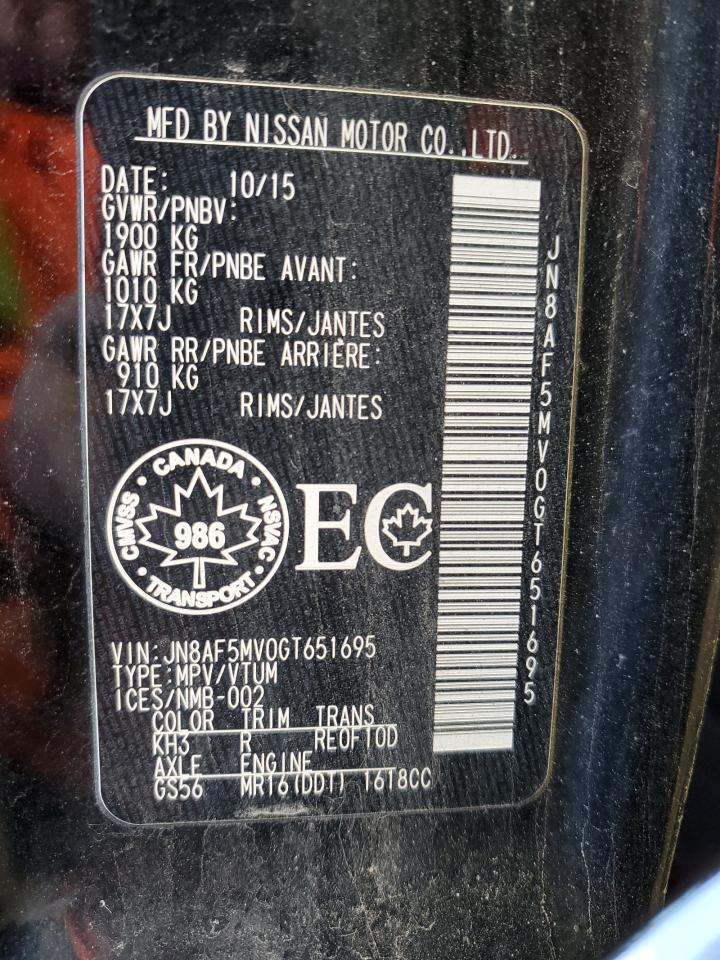 MFD BY NISSAN MOTOR CO.,LTD.
DATE: 10/15
GVWR/PNBV:
1900 KG
GAWR FR/PNBE AVANT:
1010 KG
17X7J RIMS/JANTES
GAWR RR/PNBE ARRIÈRE:
910 KG
17X7J RIMS/JANTES
CANADA
CMVSS
986
NSVAC
TRANSPORT
EC
VIN:JN8AF5MV0GT651695
TYPE:MPV/VTUM
ICES/NMB-002
COLOR TRIM TRANS
KH3 R RE0F10D
AXLE ENGINE
GS56 MR16(DDT) 1618CC
JN8AF5MV0GT651695